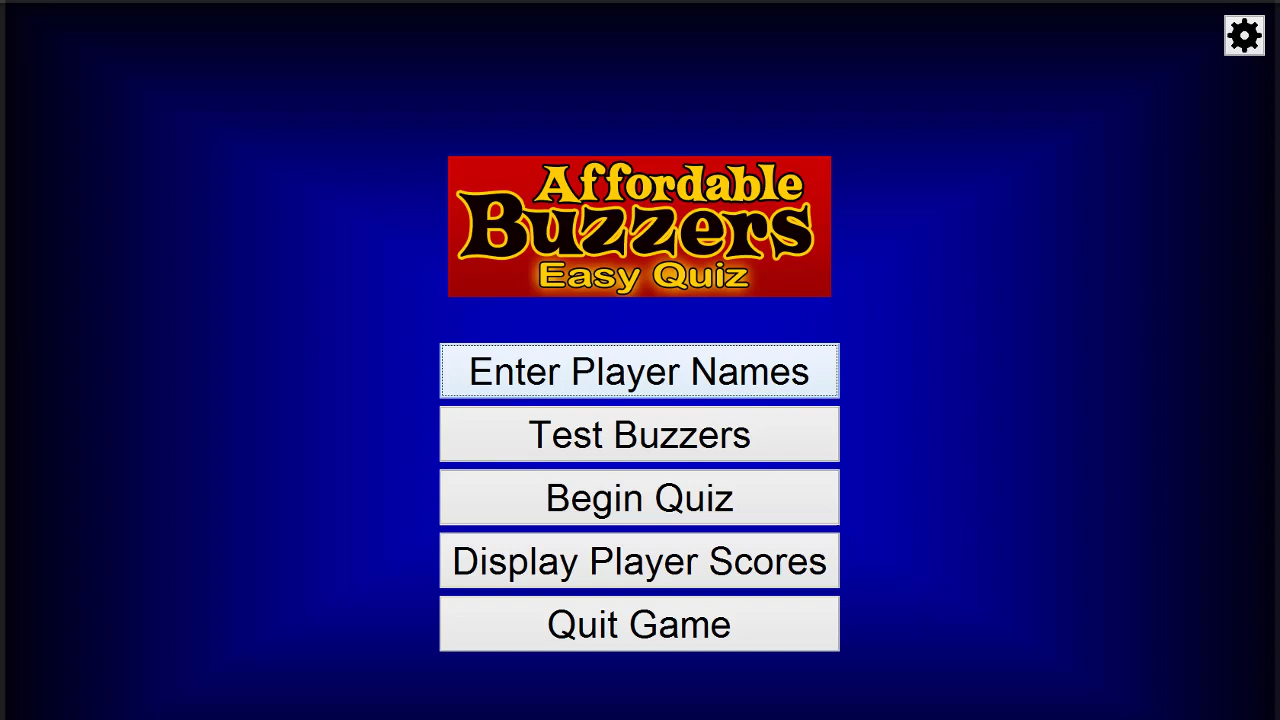 Affordable
Buzzers
Easy Quiz
Enter Player Names
Test Buzzers
Begin Quiz
Display Player Scores
Quit Game